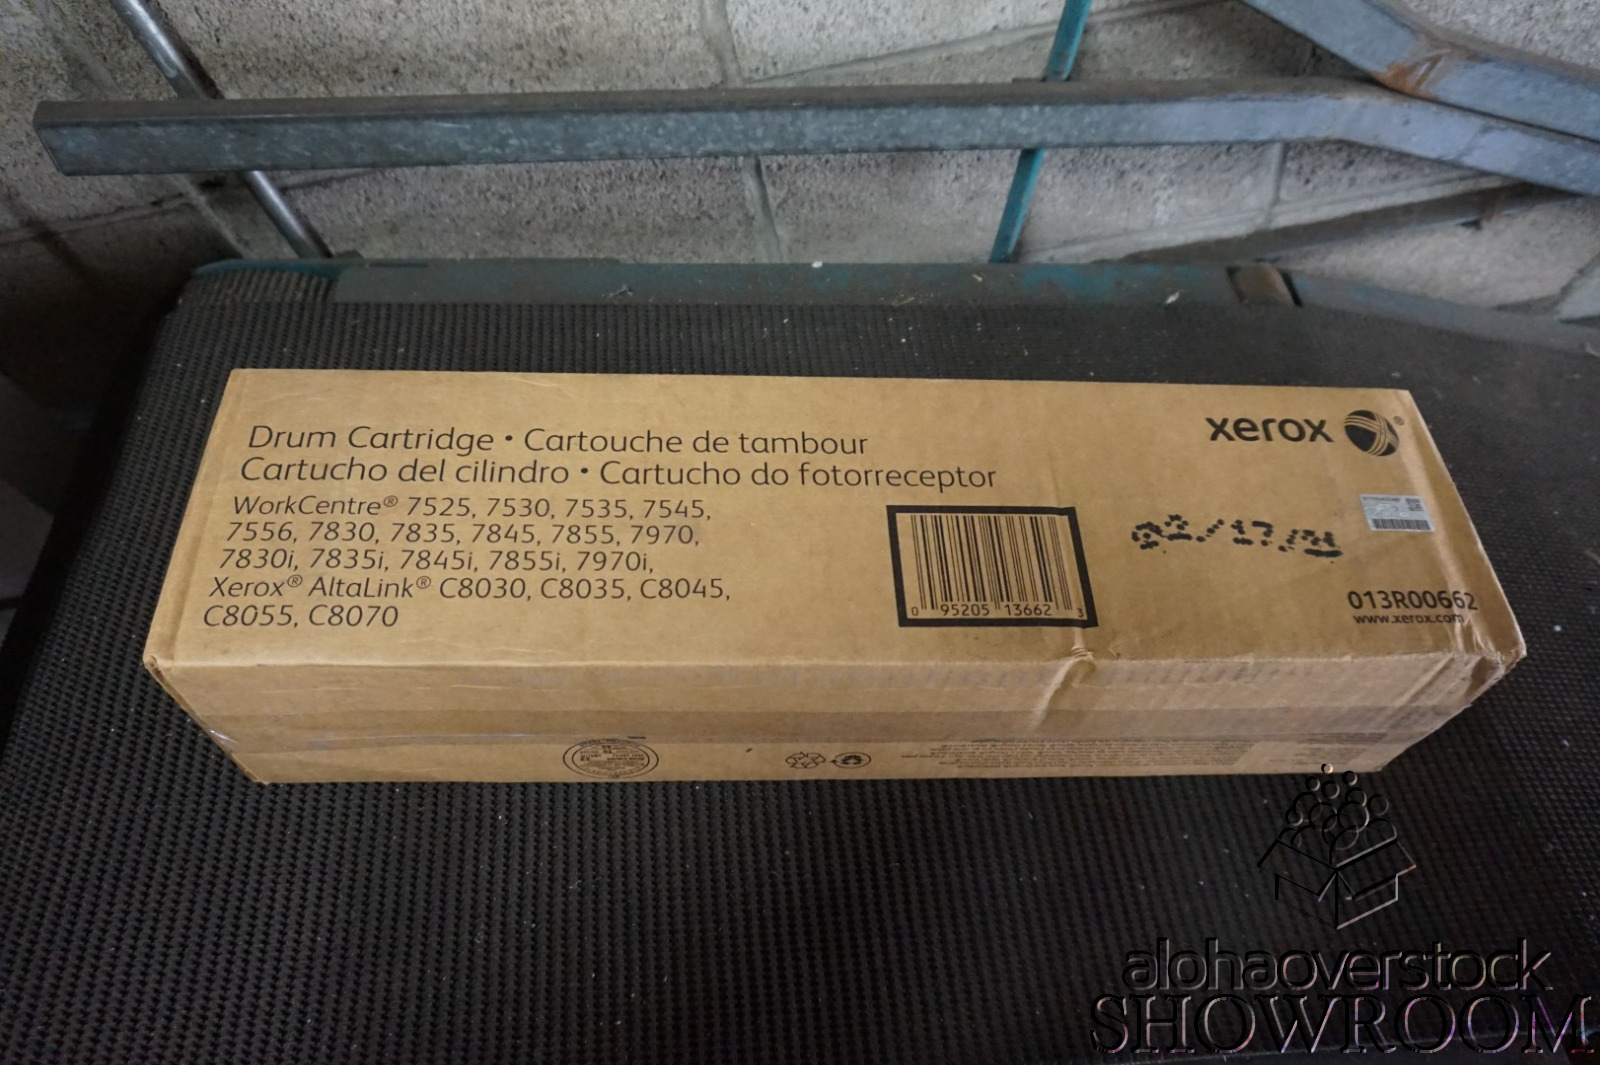 Drum Cartridge • Cartouche de tambour
Cartucho del cilindro • Cartucho do fotorreceptor
WorkCentre® 7525, 7530, 7535, 7545,
7556, 7830, 7835, 7845, 7855, 7970,
7830i, 7835i, 7845i, 7855i, 7970i,
Xerox® AltaLink® C8030, C8035, C8045,
C8055, C8070
xerox ®
0 95205 13662 3
013R00662
www.xerox.com
alohaoverstock
SHOWROOM